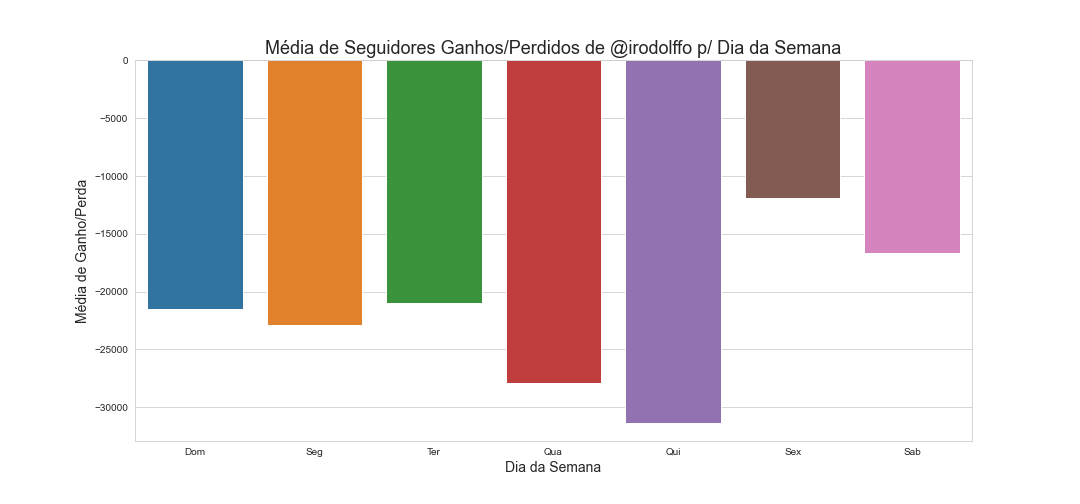 Média de Seguidores Ganhos/Perdidos de @irodolffo p/ Dia da Semana
Média de Ganho/Perda
0
−5000
−10000
−15000
−20000
−25000
−30000
Dom Seg Ter Qua Qui Sex Sab
Dia da Semana